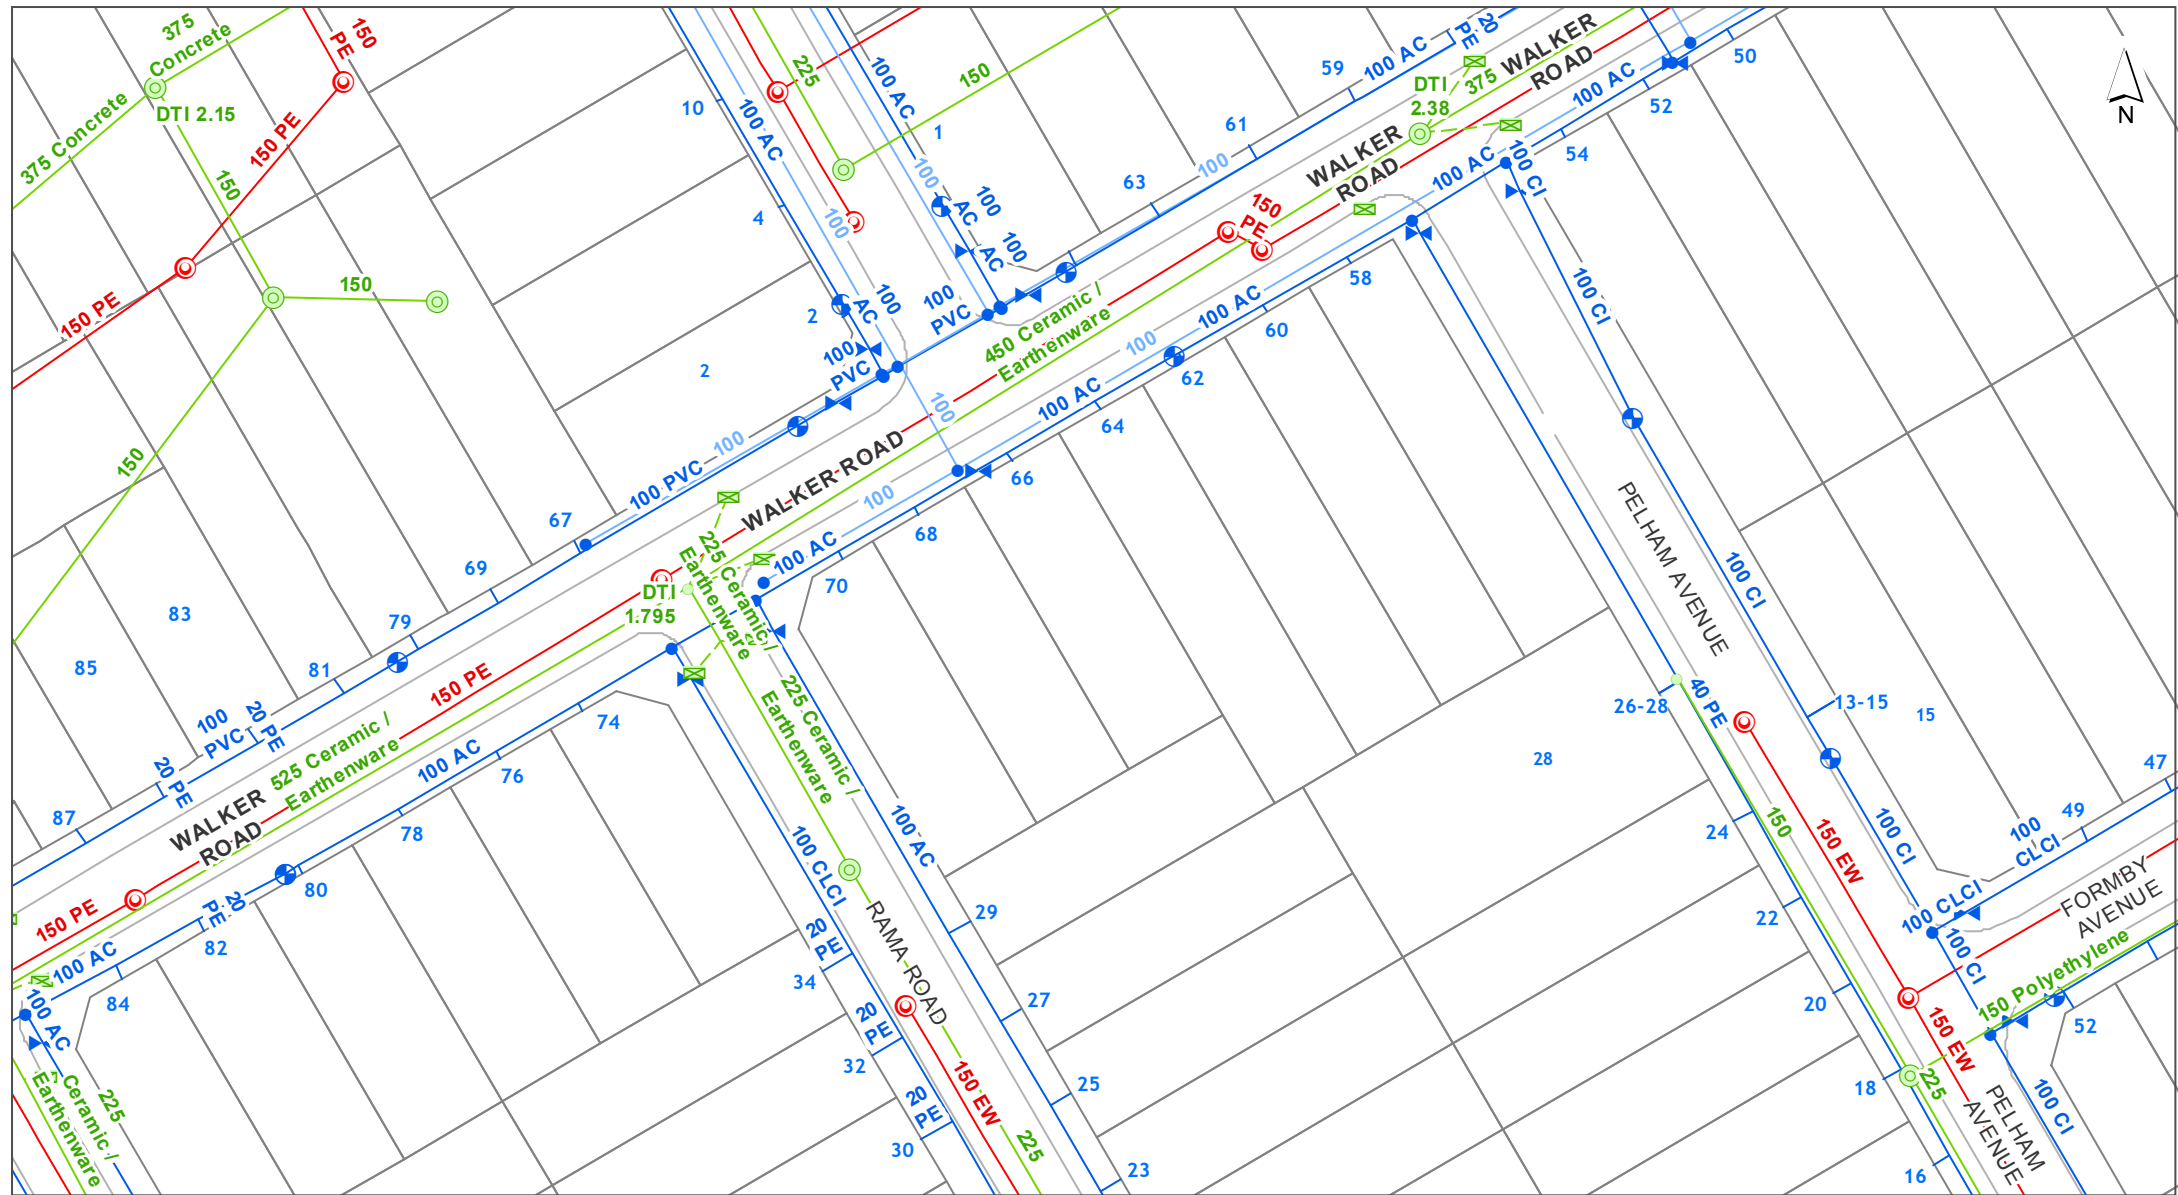 375
Concrete
150
PE
375 Concrete
DTI 2.15
150 PE
150
150
150 PE
150
10
100 AC
225
100 AC
150
1
4
100
100
100
AC
100
AC
2
2
100
AC
100
PVC
100
PVC
59
100 AC
20
PE
WALKER
ROAD
DTI
2.38
375
50
52
100 AC
54
61
63
100
WALKER
ROAD
100 AC
100 CI
150
PE
58
100 CI
450 Ceramic /
Earthenware
100
100 AC
60
62
100 AC
64
100
66
100
68
100 AC
70
WALKER ROAD
100
100 PVC
67
69
79
81
83
85
87
DTI
1.795
225 Ceramic /
Earthenware
150 PE
100
PVC
20 PE
20 PE
525 Ceramic /
Earthenware
WALKER
ROAD
100 AC
74
76
78
80
20
PE
82
84
150 PE
100 AC
100 AC
225
Ceramic /
Earthenware
225 Ceramic /
Earthenware
100 AC
100 CLCI
20
PE
34
20
PE
32
20
PE
30
RAMA ROAD
150 EW
225
29
27
25
23
PELHAM AVENUE
100 CI
26-28
40 PE
13-15
15
28
24
150
150 EW
22
20
18
16
100 CI
47
49
100
CLCI
100 CLCI
FORMBY
AVENUE
100 CI
150 Polyethylene
52
150 EW
225
PELHAM
AVENUE
100 CI
N